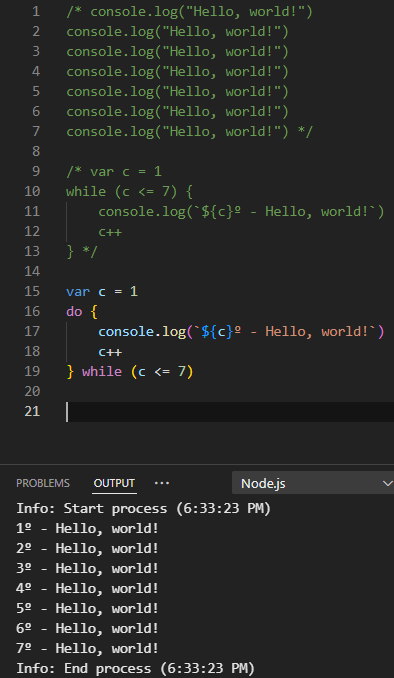 1 /* console.log("Hello, world!")
2 console.log("Hello, world!")
3 console.log("Hello, world!")
4 console.log("Hello, world!")
5 console.log("Hello, world!")
6 console.log("Hello, world!")
7 console.log("Hello, world!") */
8
9 /* var c = 1
10 while (c <= 7) {
11     console.log(`${c}º - Hello, world!`)
12     c++
13 } */
14
15 var c = 1
16 do {
17     console.log(`${c}º - Hello, world!`)
18     c++
19 } while (c <= 7)
20
21
PROBLEMS OUTPUT ··· Node.js
Info: Start process (6:33:23 PM)
1º - Hello, world!
2º - Hello, world!
3º - Hello, world!
4º - Hello, world!
5º - Hello, world!
6º - Hello, world!
7º - Hello, world!
Info: End process (6:33:23 PM)